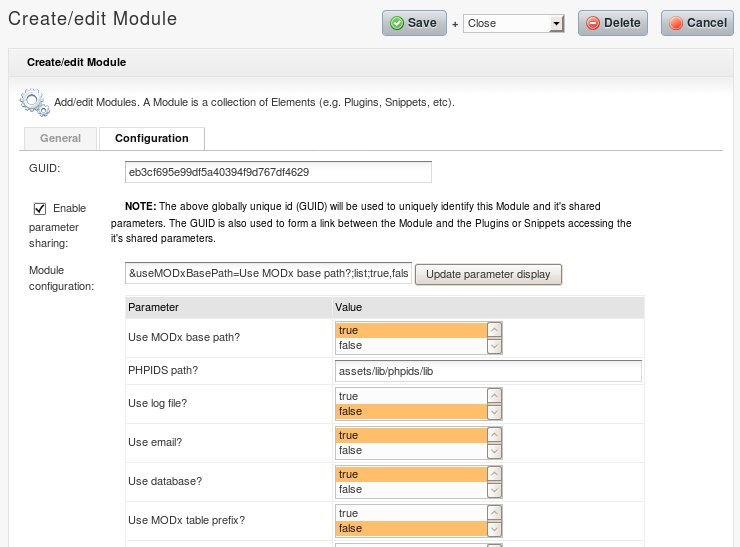 Create/edit Module
Save + Close Delete Cancel
Create/edit Module
Add/edit Modules. A Module is a collection of Elements (e.g. Plugins, Snippets, etc).
General Configuration
GUID: eb3cf695e99df5a40394f9d767df4629
Enable parameter sharing:
NOTE: The above globally unique id (GUID) will be used to uniquely identify this Module and it's shared
parameters. The GUID is also used to form a link between the Module and the Plugins or Snippets accessing the
it's shared parameters.
Module configuration:
&useMODxBasePath=Use MODx base path?;list;true,fals Update parameter display
Parameter Value
Use MODx base path? true
false
PHPIDS path? assets/lib/phpids/lib
Use log file? true
false
Use email? true
false
Use database? true
false
Use MODx table prefix? true
false